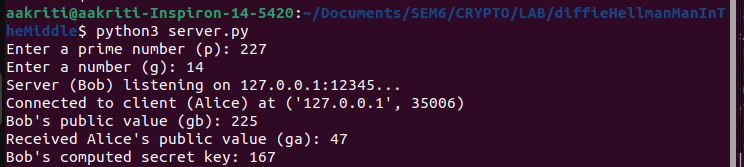 aakriti@aakriti-Inspiron-14-5420:~/Documents/SEM6/CRYPTO/LAB/diffieHellmanManInT
heMiddle$ python3 server.py
Enter a prime number (p): 227
Enter a number (g): 14
Server (Bob) listening on 127.0.0.1:12345...
Connected to client (Alice) at ('127.0.0.1', 35006)
Bob's public value (gb): 225
Received Alice's public value (ga): 47
Bob's computed secret key: 167